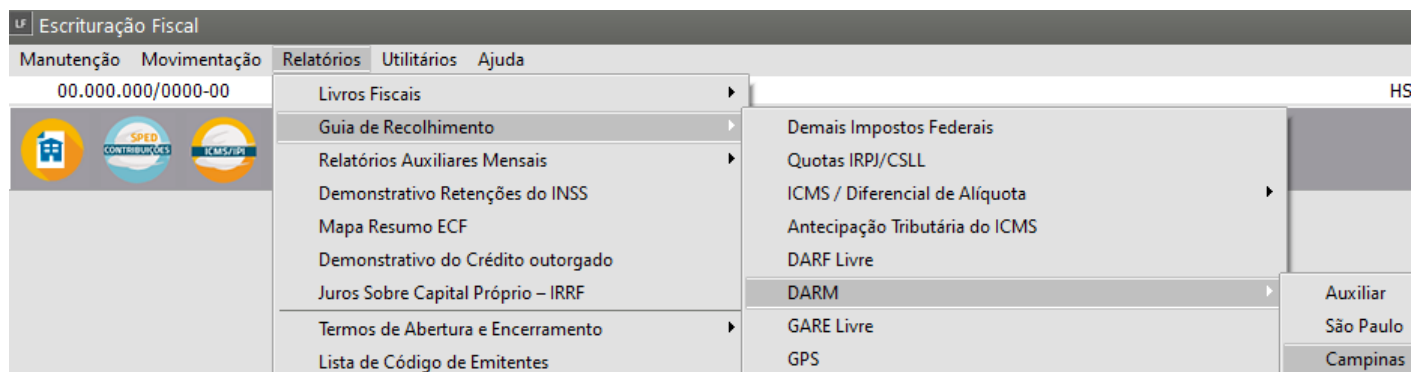 LF Escrituração Fiscal
Manutenção Movimentação Relatórios Utilitários Ajuda
00.000.000/0000-00
HS
SPED
CONTRIBUIÇÕES
ICMS/IPI
Livros Fiscais
Guia de Recolhimento
Relatórios Auxiliares Mensais
Demonstrativo Retenções do INSS
Mapa Resumo ECF
Demonstrativo do Crédito outorgado
Juros Sobre Capital Próprio – IRRF
Termos de Abertura e Encerramento
Lista de Código de Emitentes
Demais Impostos Federais
Quotas IRPJ/CSLL
ICMS / Diferencial de Alíquota
Antecipação Tributária do ICMS
DARF Livre
DARM
GARE Livre
GPS
Auxiliar
São Paulo
Campinas